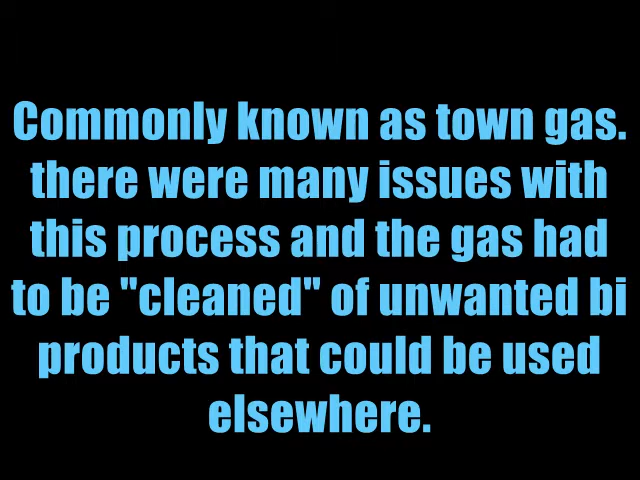 Commonly known as town gas.
there were many issues with
this process and the gas had
to be "cleaned" of unwanted bi
products that could be used
elsewhere.